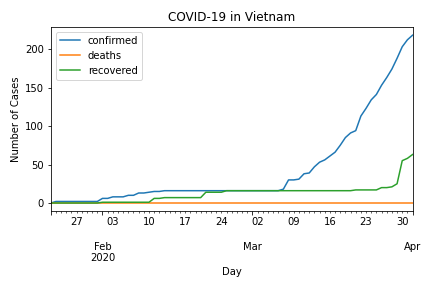 COVID-19 in Vietnam
confirmed
deaths
recovered
Number of Cases
200
150
100
50
0
27 03 10 17 24 02 09 16 23 30
Feb Mar Apr
2020
Day